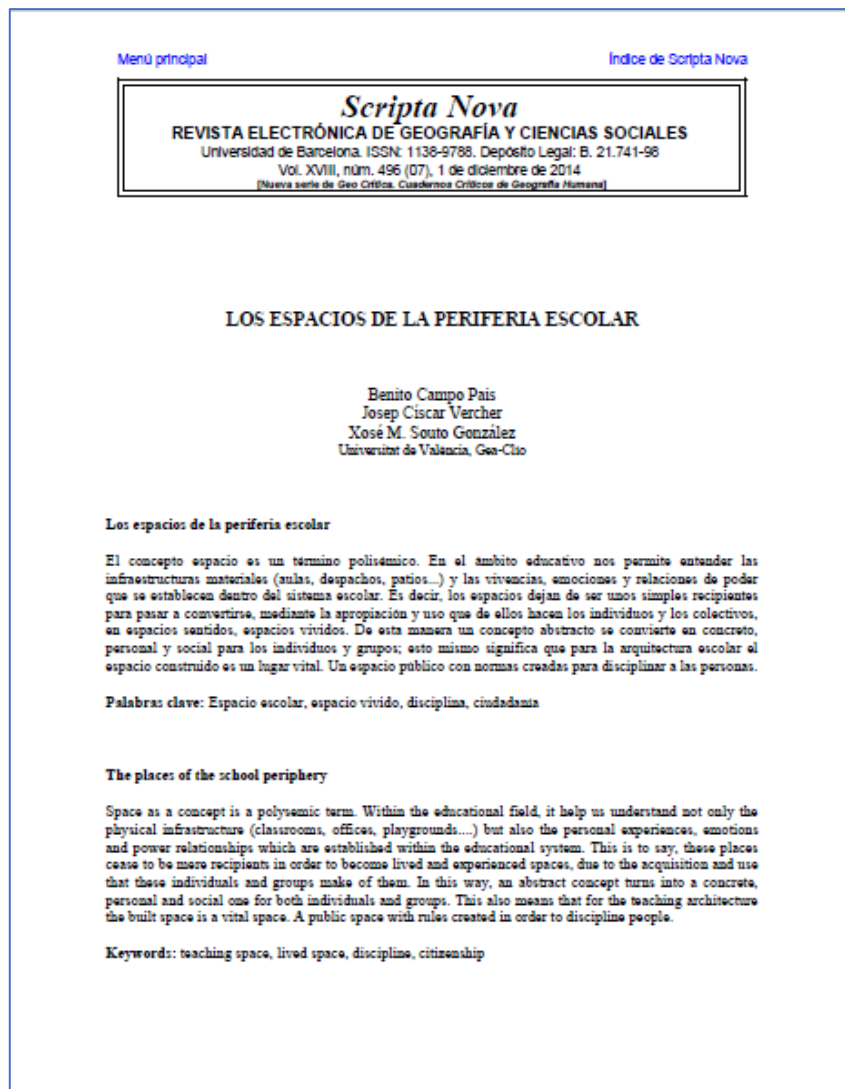 Menú principal
Índice de Scripta Nova
Scripta Nova
REVISTA ELECTRÓNICA DE GEOGRAFÍA Y CIENCIAS SOCIALES
Universidad de Barcelona. ISSN: 1138-9788. Depósito Legal: B. 21.741-98
Vol. XVIII, núm. 496 (07), 1 de diciembre de 2014
[Nueva serie de Geo Crítica. Cuadernos Críticos de Geografía Humana]
LOS ESPACIOS DE LA PERIFERIA ESCOLAR
Benito Campo Pais
Josep Císcar Vercher
Xosé M. Souto González
Universitat de València, Gea-Clío
Los espacios de la periferia escolar
El concepto espacio es un término polisémico. En el ámbito educativo nos permite entender las
infraestructuras materiales (aulas, despachos, patios...) y las vivencias, emociones y relaciones de poder
que se establecen dentro del sistema escolar. Es decir, los espacios dejan de ser unos simples recipientes
para pasar a convertirse, mediante la apropiación y uso que de ellos hacen los individuos y los colectivos,
en espacios sentidos, espacios vividos. De esta manera un concepto abstracto se convierte en concreto,
personal y social para los individuos y grupos; esto mismo significa que para la arquitectura escolar el
espacio construido es un lugar vital. Un espacio público con normas creadas para disciplinar a las personas.
Palabras clave: Espacio escolar, espacio vivido, disciplina, ciudadanía
The places of the school periphery
Space as a concept is a polysemic term. Within the educational field, it help us understand not only the
physical infrastructure (classrooms, offices, playgrounds....) but also the personal experiences, emotions
and power relationships which are established within the educational system. This is to say, these places
cease to be mere recipients in order to become lived and experienced spaces, due to the acquisition and use
that these individuals and groups make of them. In this way, an abstract concept turns into a concrete,
personal and social one for both individuals and groups. This also means that for the teaching architecture
the built space is a vital space. A public space with rules created in order to discipline people.
Keywords: teaching space, lived space, discipline, citizenship